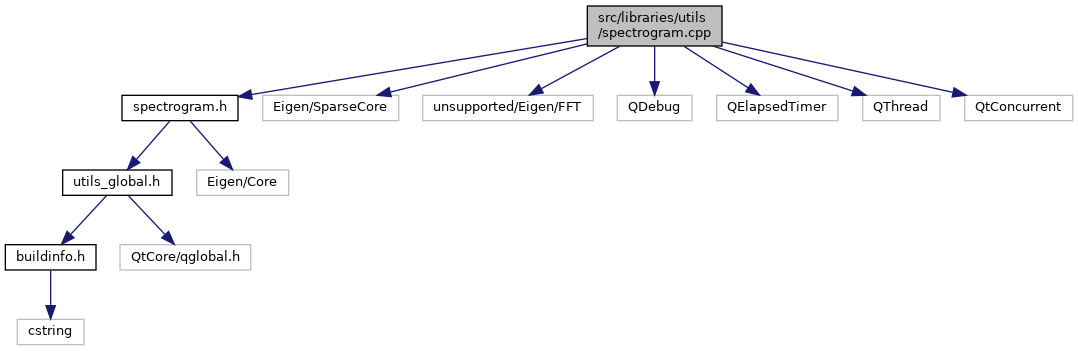 src/libraries/utils
/spectrogram.cpp
spectrogram.h
Eigen/SparseCore
unsupported/Eigen/FFT
QDebug
QElapsedTimer
QThread
QtConcurrent
utils_global.h
Eigen/Core
buildinfo.h
QtCore/qglobal.h
cstring